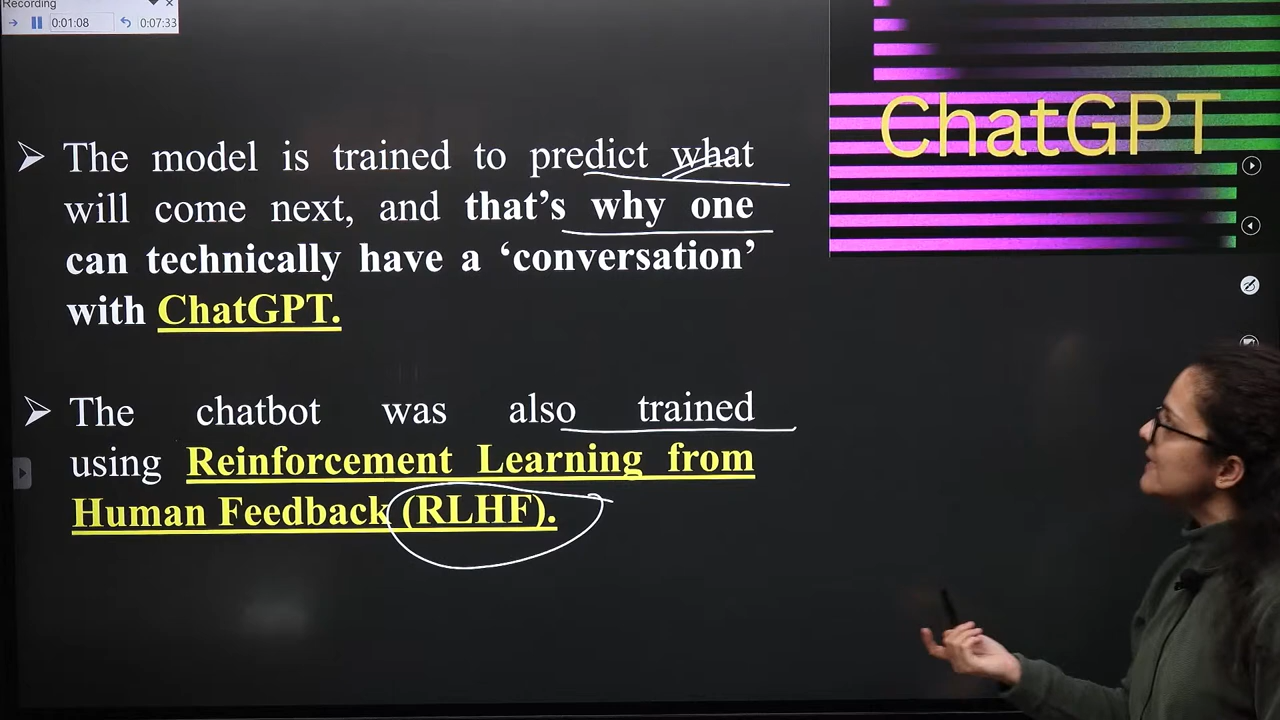 Recording
0:01:08
0:07:33
ChatGPT
The model is trained to predict what
will come next, and that's why one
can technically have a ‘conversation’
with ChatGPT.
The chatbot was also trained
using Reinforcement Learning from
Human Feedback (RLHF).